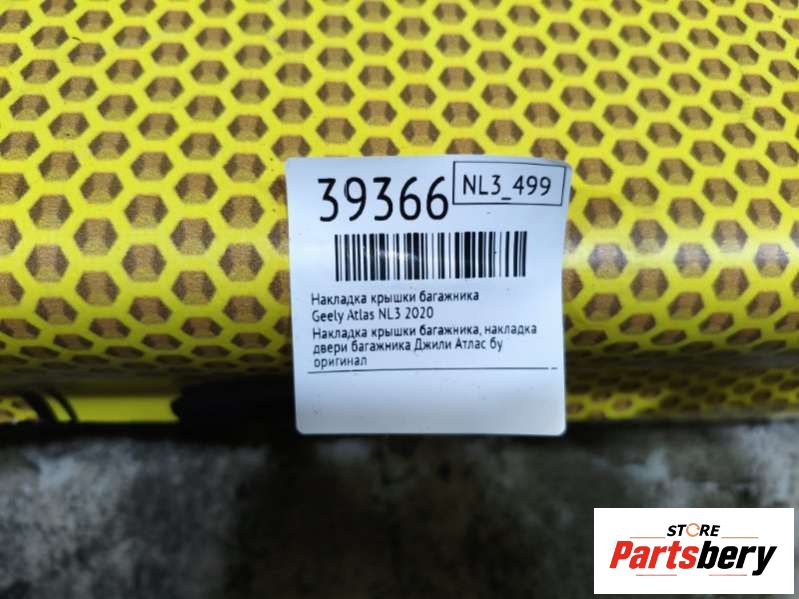 39366
NL3_499
Накладка крышки багажника
Geely Atlas NL3 2020
Накладка крышки багажника, накладка
двери багажника Джили Атлас бу
оригинал
STORE
Partsbery